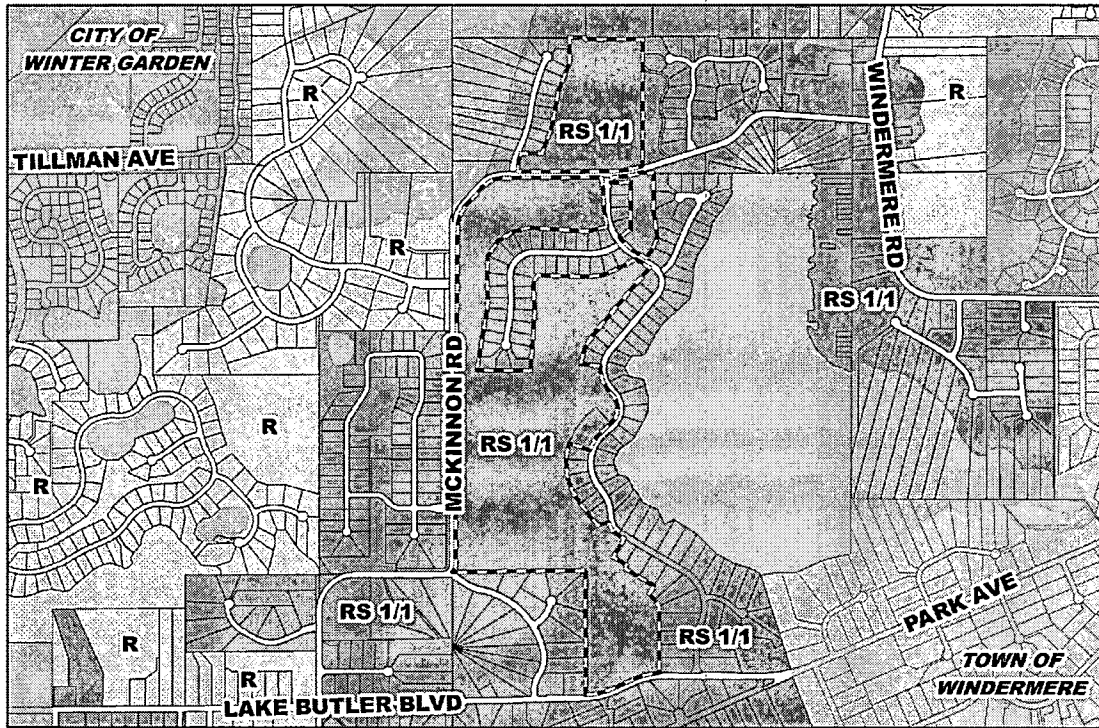 CITY OF
WINTER GARDEN
R
RS 1/1
WINDERMERE RD
R
TILLMAN AVE
R
RS 1/1
MCKINNON RD
R
RS 1/1
R
RS 1/1
RS 1/1
PARK AVE
R
R
LAKE BUTLER BLVD
TOWN OF
WINDERMERE